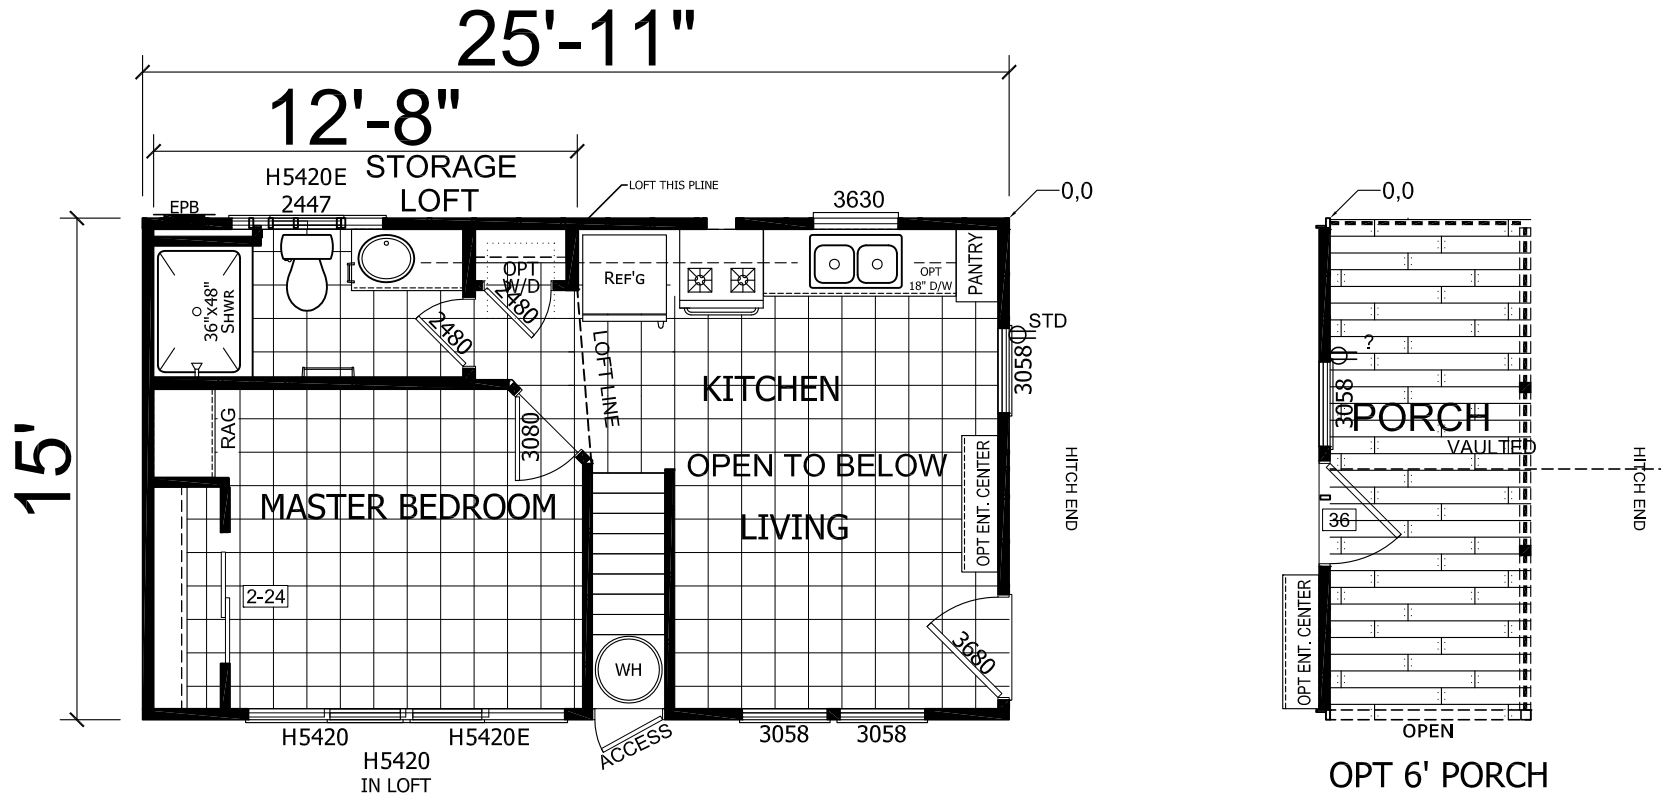 25'-11"
12'-8"
STORAGE
LOFT
H5420E
2447
EPB
LOFT THIS PLINE
3630
0,0
0,0
36"x48"
SHWR
OPT
W/D
2480
2480
REF'G
OPT
18" D/W
PANTRY
STD
3058
LOFT LINE
KITCHEN
RAG
3080
OPEN TO BELOW
MASTER BEDROOM
LIVING
OPT ENT. CENTER
HITCH END
15'
2-24
WH
3680
H5420
H5420E
H5420
IN LOFT
ACCESS
3058
3058
?
3058
PORCH
VAULTED
HITCH END
36
OPT ENT. CENTER
OPEN
OPT 6' PORCH